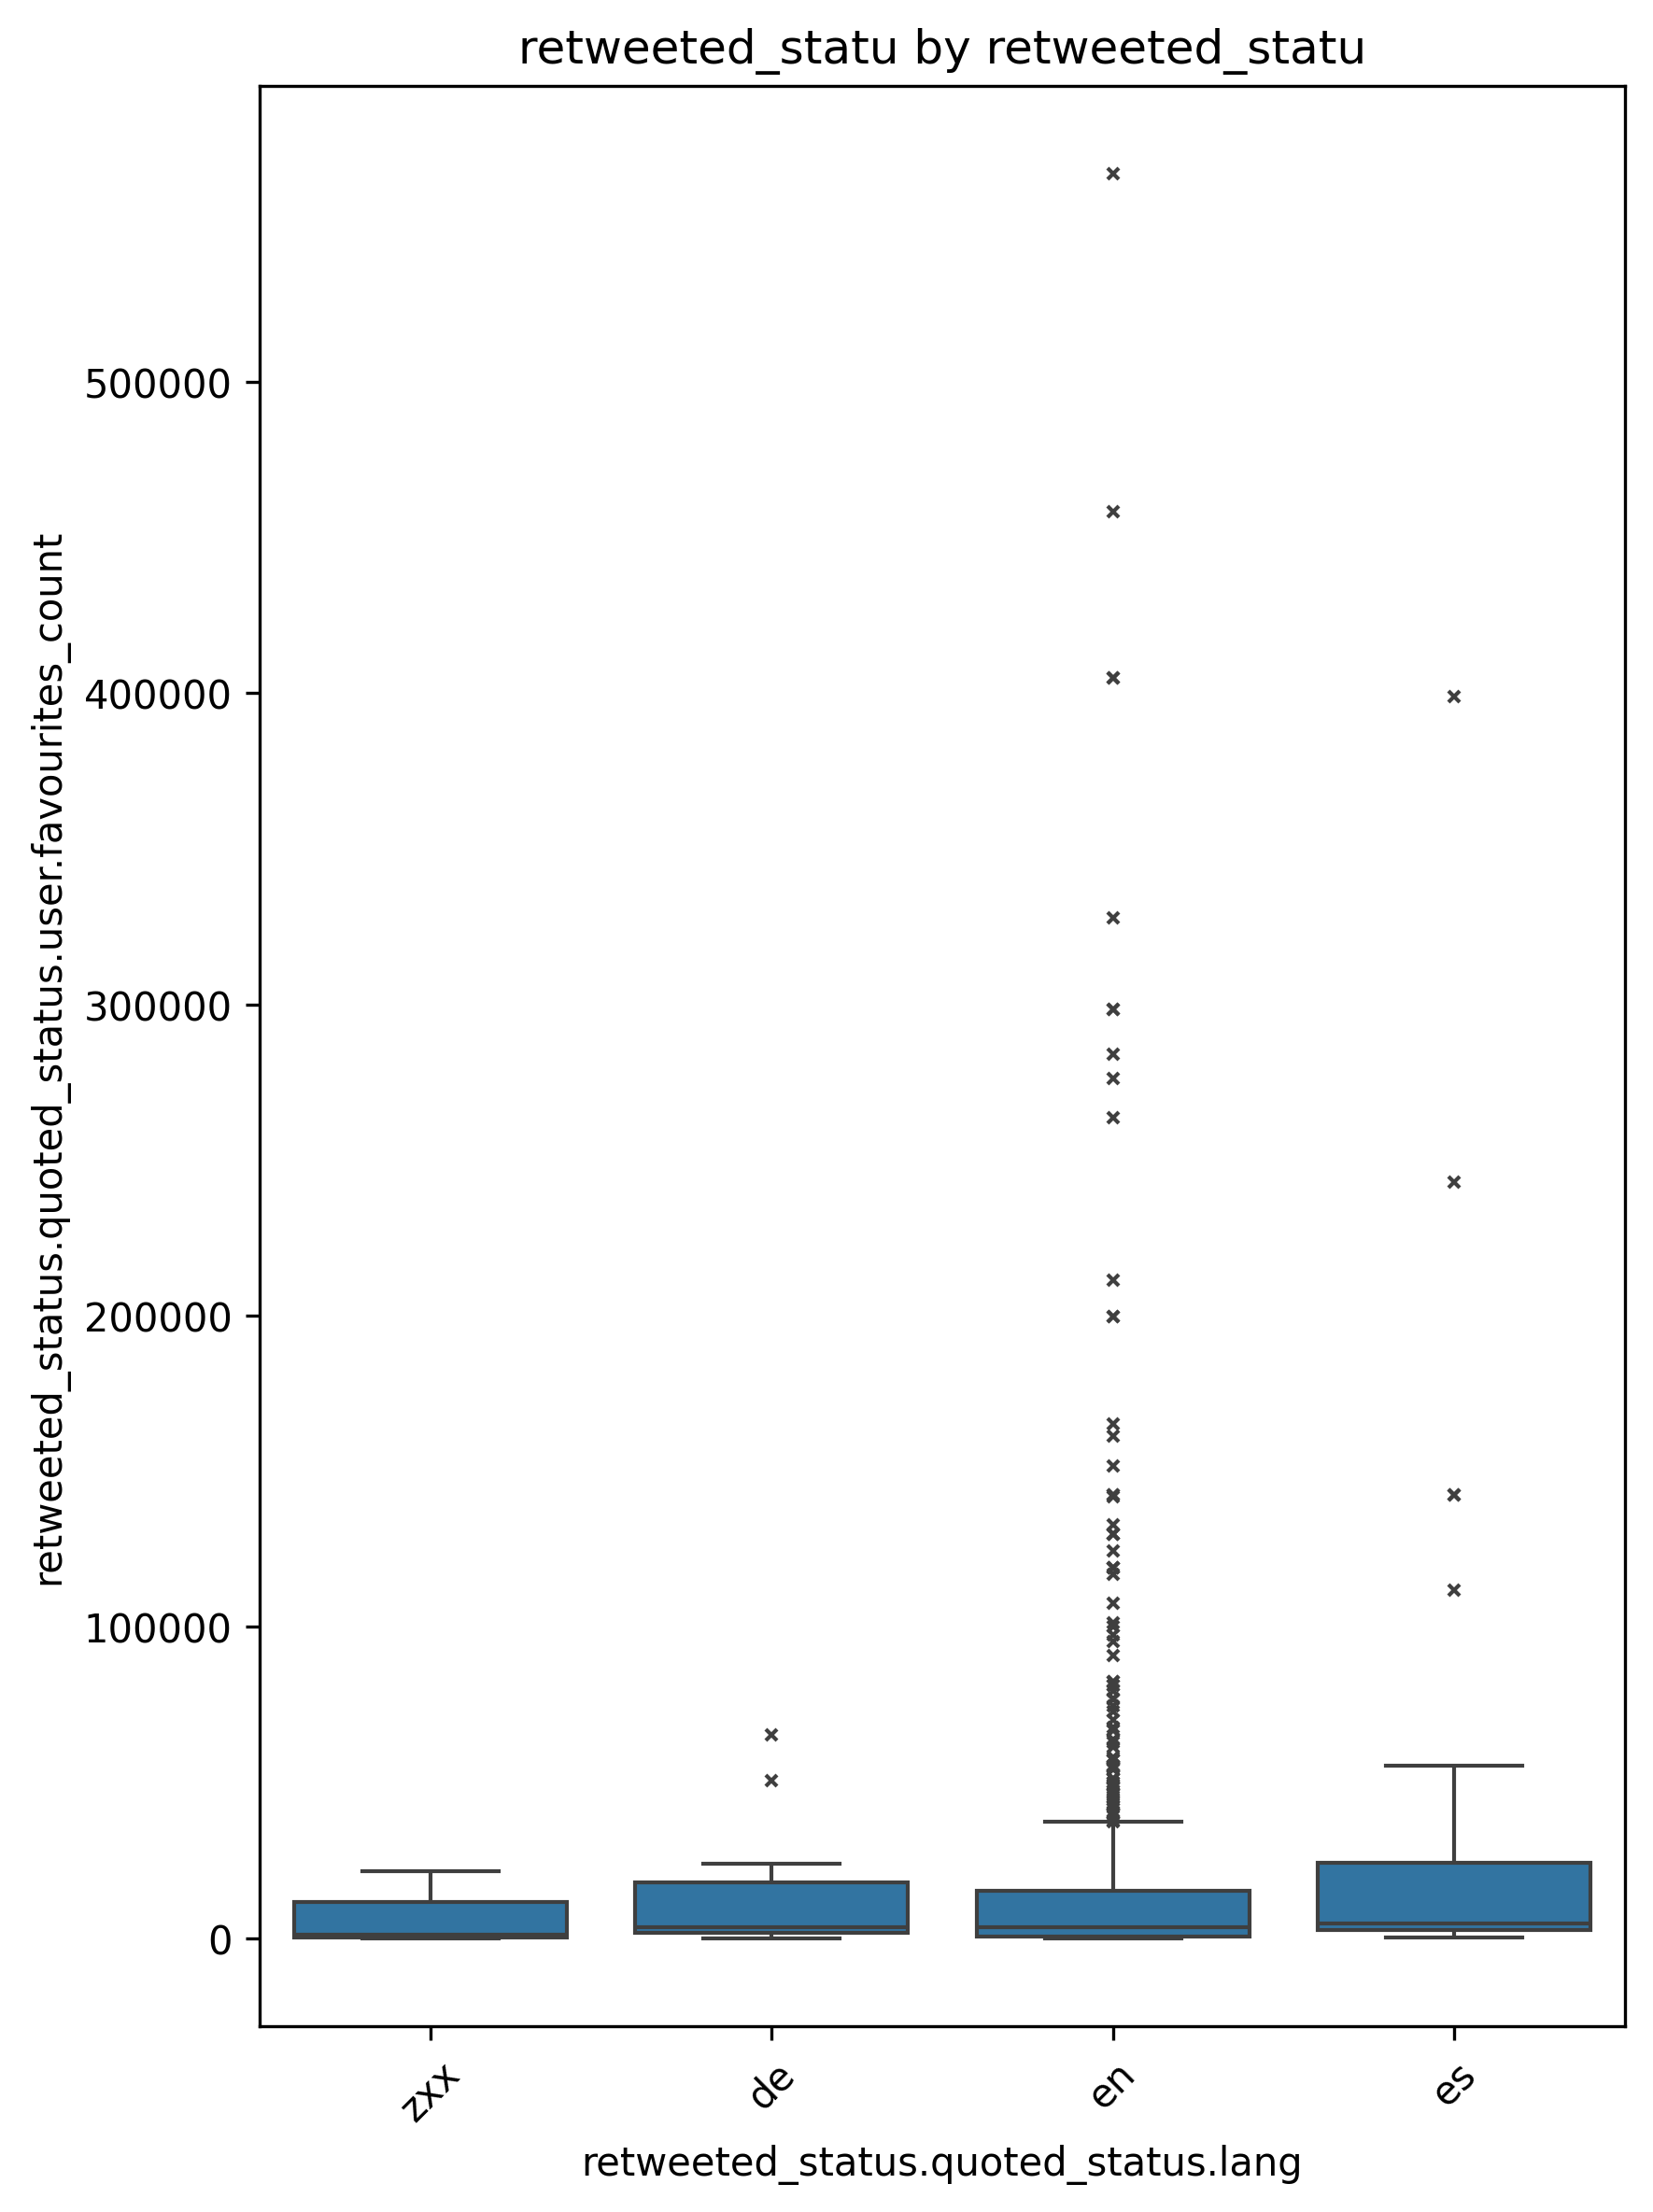 retweeted_statu by retweeted_statu
retweeted_status.quoted_status.user.favourites_count
500000
400000
300000
200000
100000
0
zxx
de
en
es
retweeted_status.quoted_status.lang